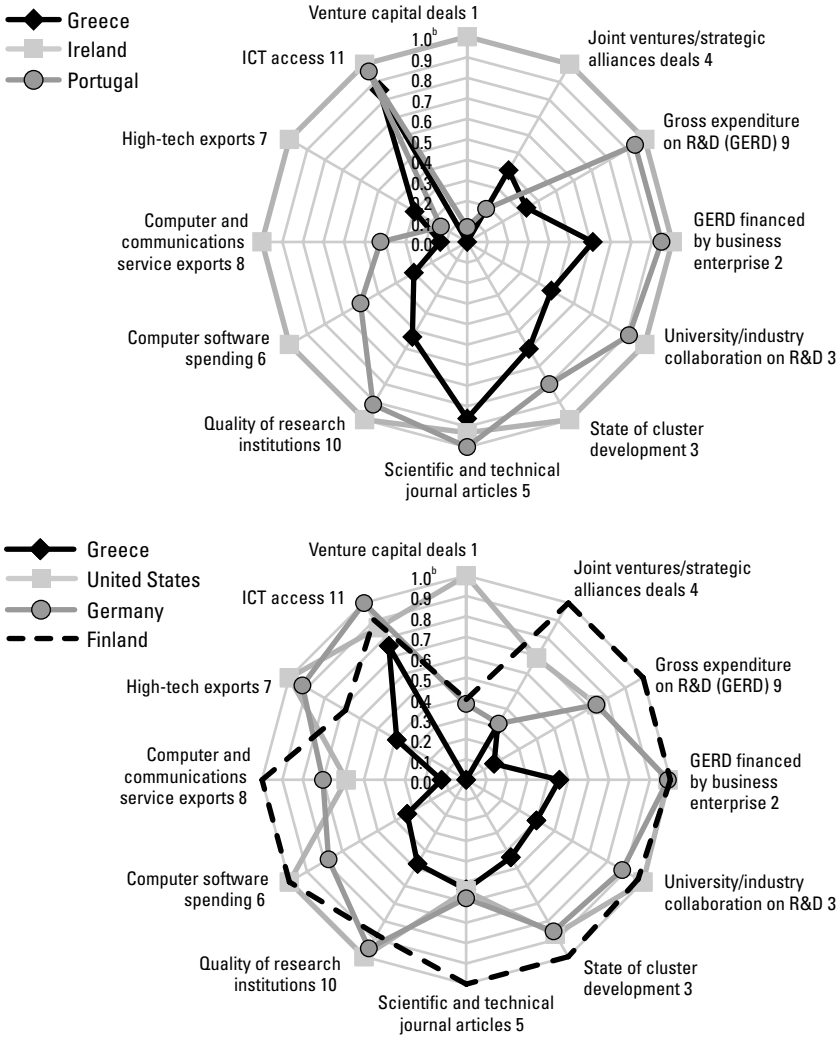 Greece
Ireland
Portugal
Venture capital deals 1
Joint ventures/strategic
alliances deals 4
Gross expenditure
on R&D (GERD) 9
GERD financed
by business
enterprise 2
University/industry
collaboration on R&D 3
State of cluster
development 3
Scientific and technical
journal articles 5
Quality of research
institutions 10
Computer software
spending 6
Computer and
communications
service exports 8
High-tech exports 7
ICT access 11
1.0b
0.9
0.8
0.7
0.6
0.5
0.4
0.3
0.2
0.1
0.0
Greece
United States
Germany
Finland
Venture capital deals 1
Joint ventures/strategic
alliances deals 4
Gross expenditure
on R&D (GERD) 9
GERD financed
by business
enterprise 2
University/industry
collaboration on R&D 3
State of cluster
development 3
Scientific and technical
journal articles 5
Quality of research
institutions 10
Computer software
spending 6
Computer and
communications
service exports 8
High-tech exports 7
ICT access 11
1.0b
0.9
0.8
0.7
0.6
0.5
0.4
0.3
0.2
0.1
0.0